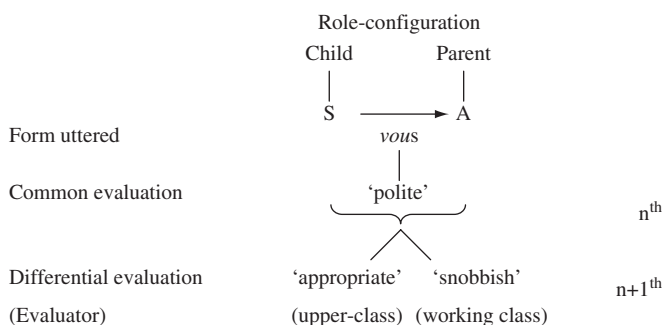 Role-configuration
Child Parent
S A
Form uttered vous
Common evaluation ‘polite’
nth
Differential evaluation ‘appropriate’ ‘snobbish’ n+1th
(Evaluator) (upper-class) (working class)